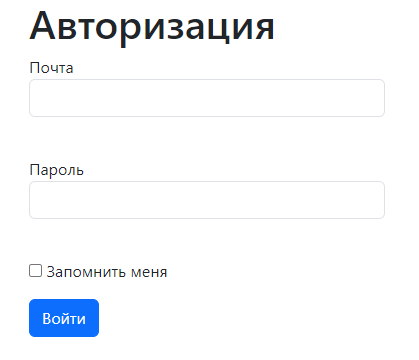 Авторизация
Почта
Пароль
Запомнить меня
Войти